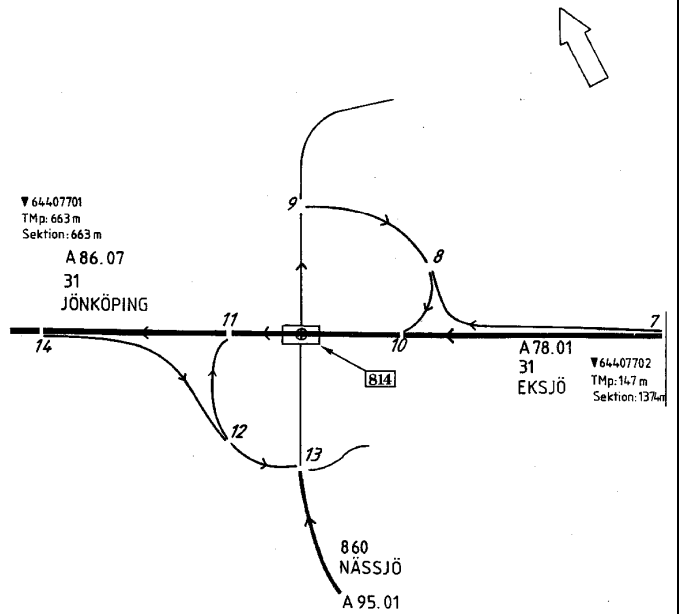 ▼64407701
TMp: 663 m
Sektion: 663 m
A 86.07
31
JÖNKÖPING
9
8
11
14
10
7
814
A 78.01
31
EKSJÖ
▼64407702
TMp: 147 m
Sektion: 1374m
12
13
860
NÄSSJÖ
A 95.01